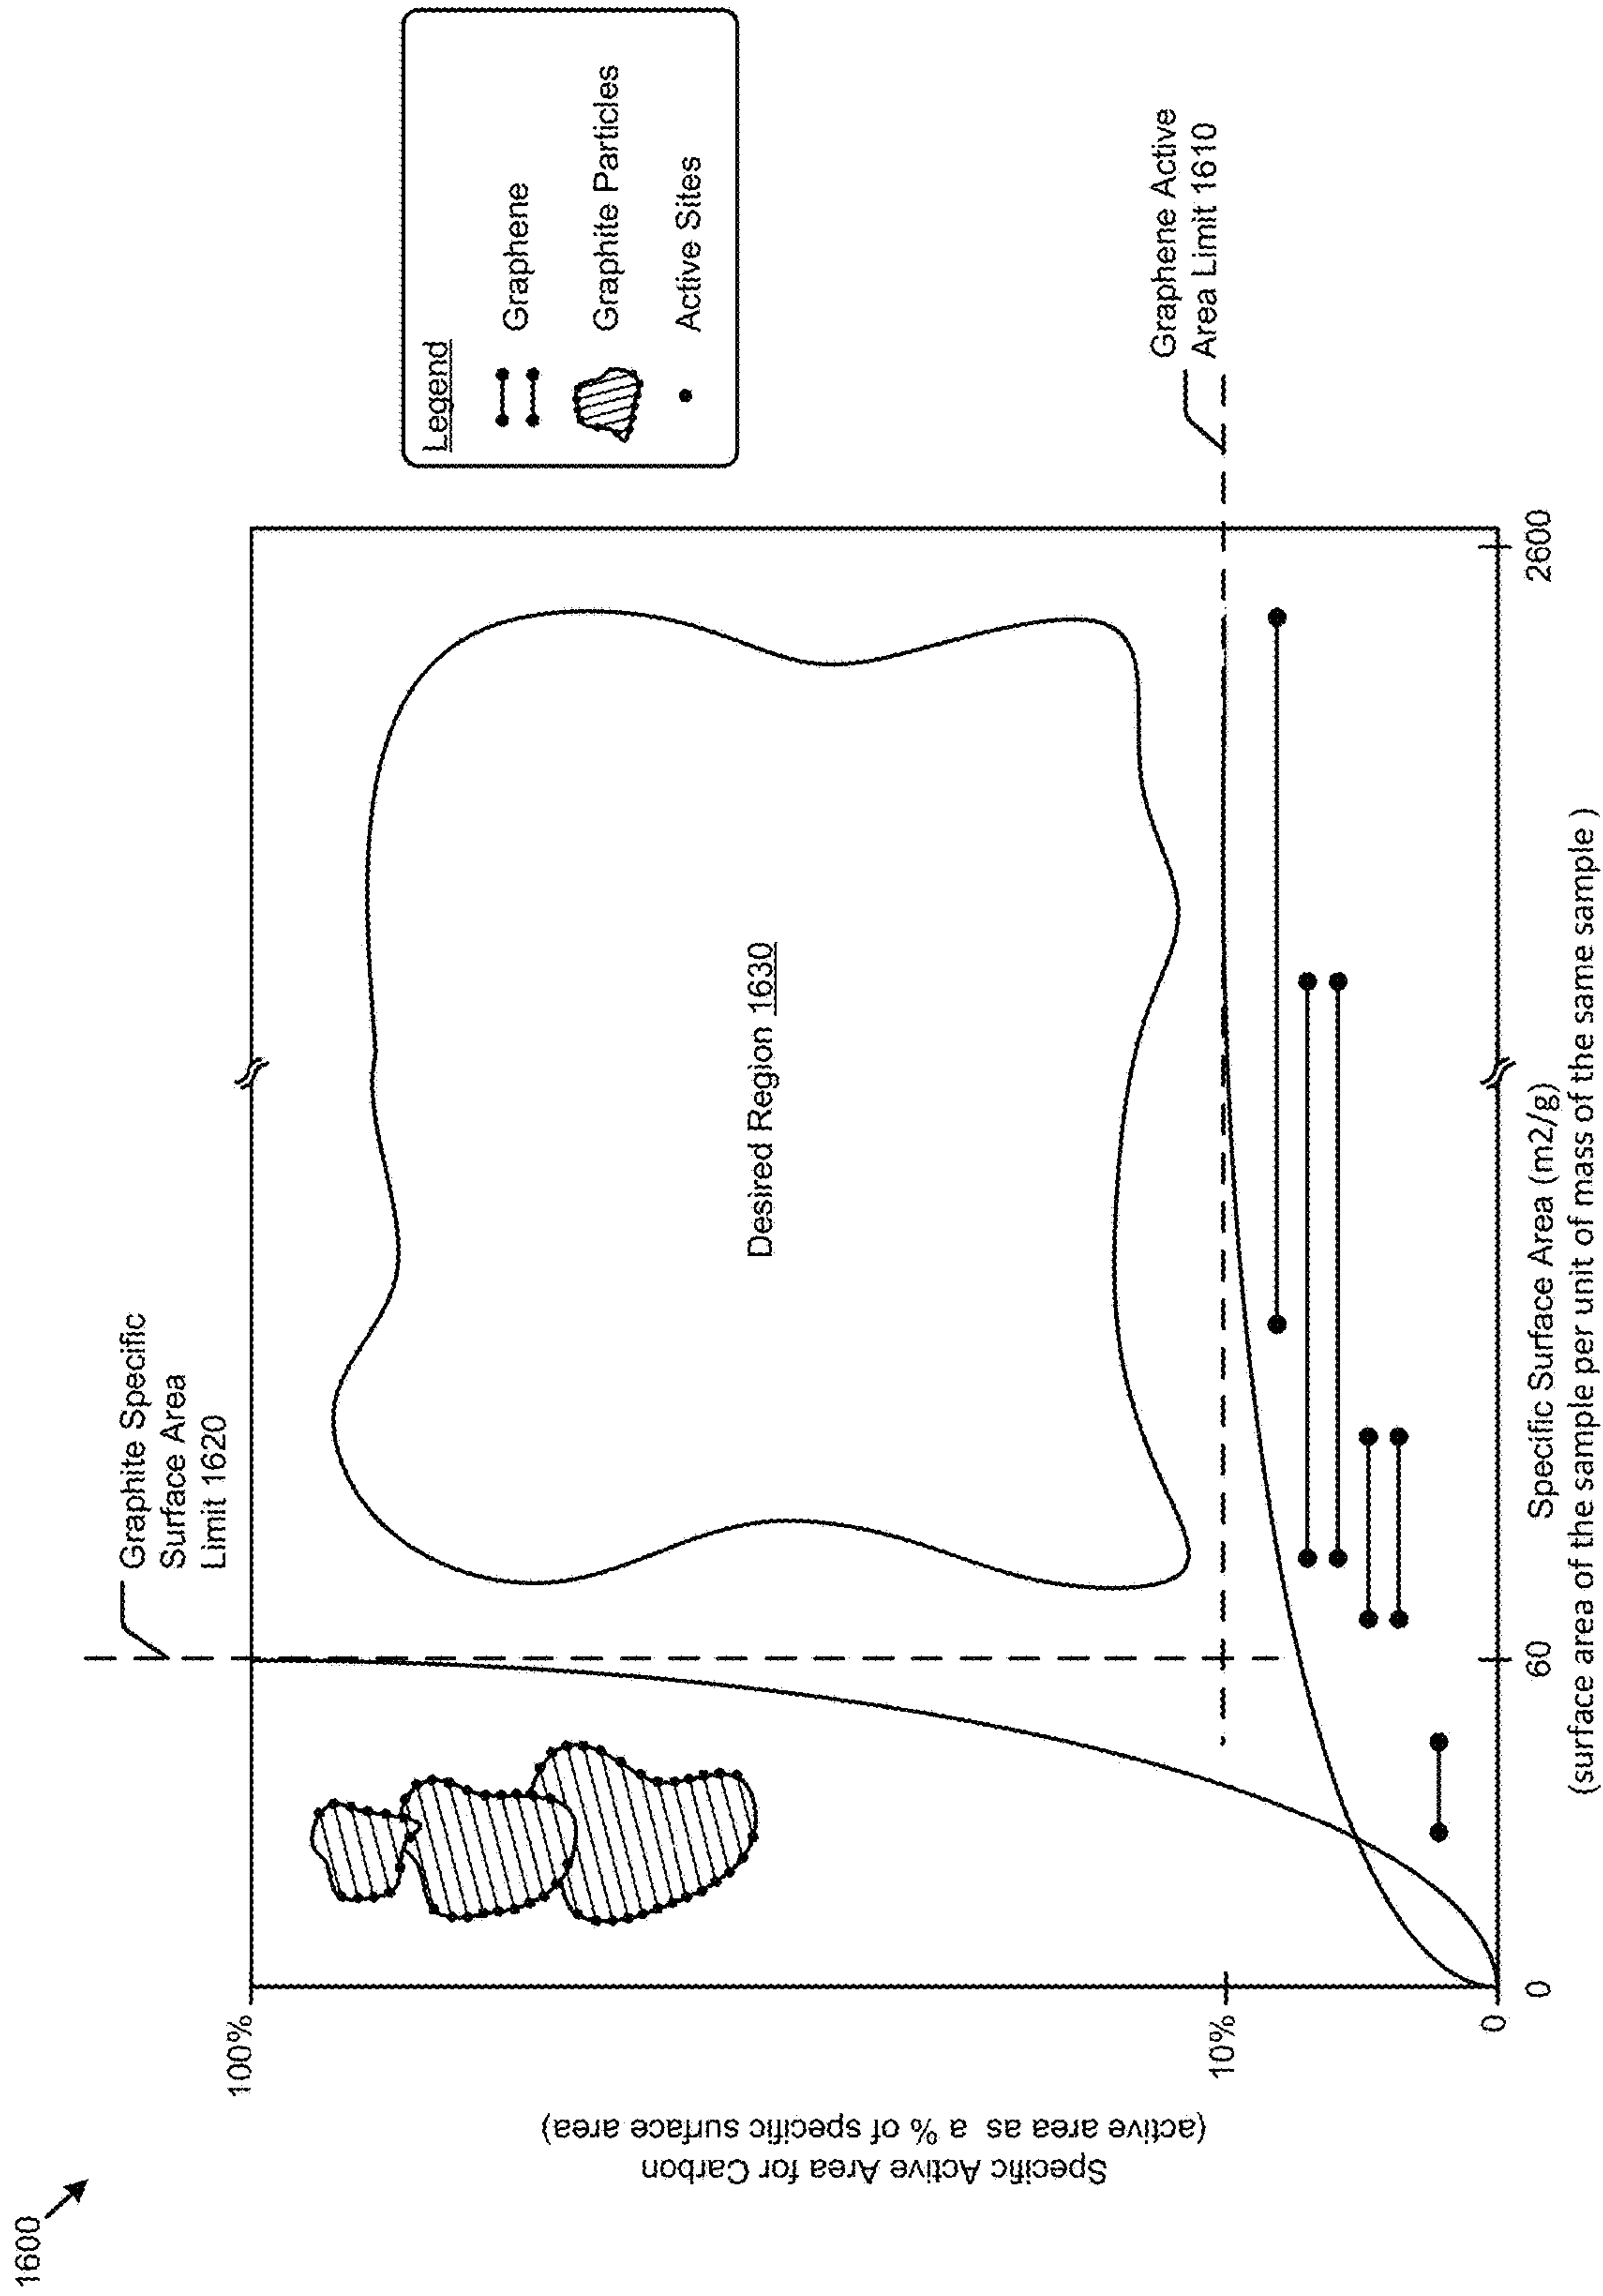 1600
Graphite Specific
Surface Area
Limit 1620
Legend
Graphene
Graphite Particles
Active Sites
100%
10%
0
Specific Active Area for Carbon
(active area as a % of specific surface area)
Desired Region 1630
Graphene Active
Area Limit 1610
0
60
2600
Specific Surface Area (m2/g)
(surface area of the sample per unit of mass of the same sample )